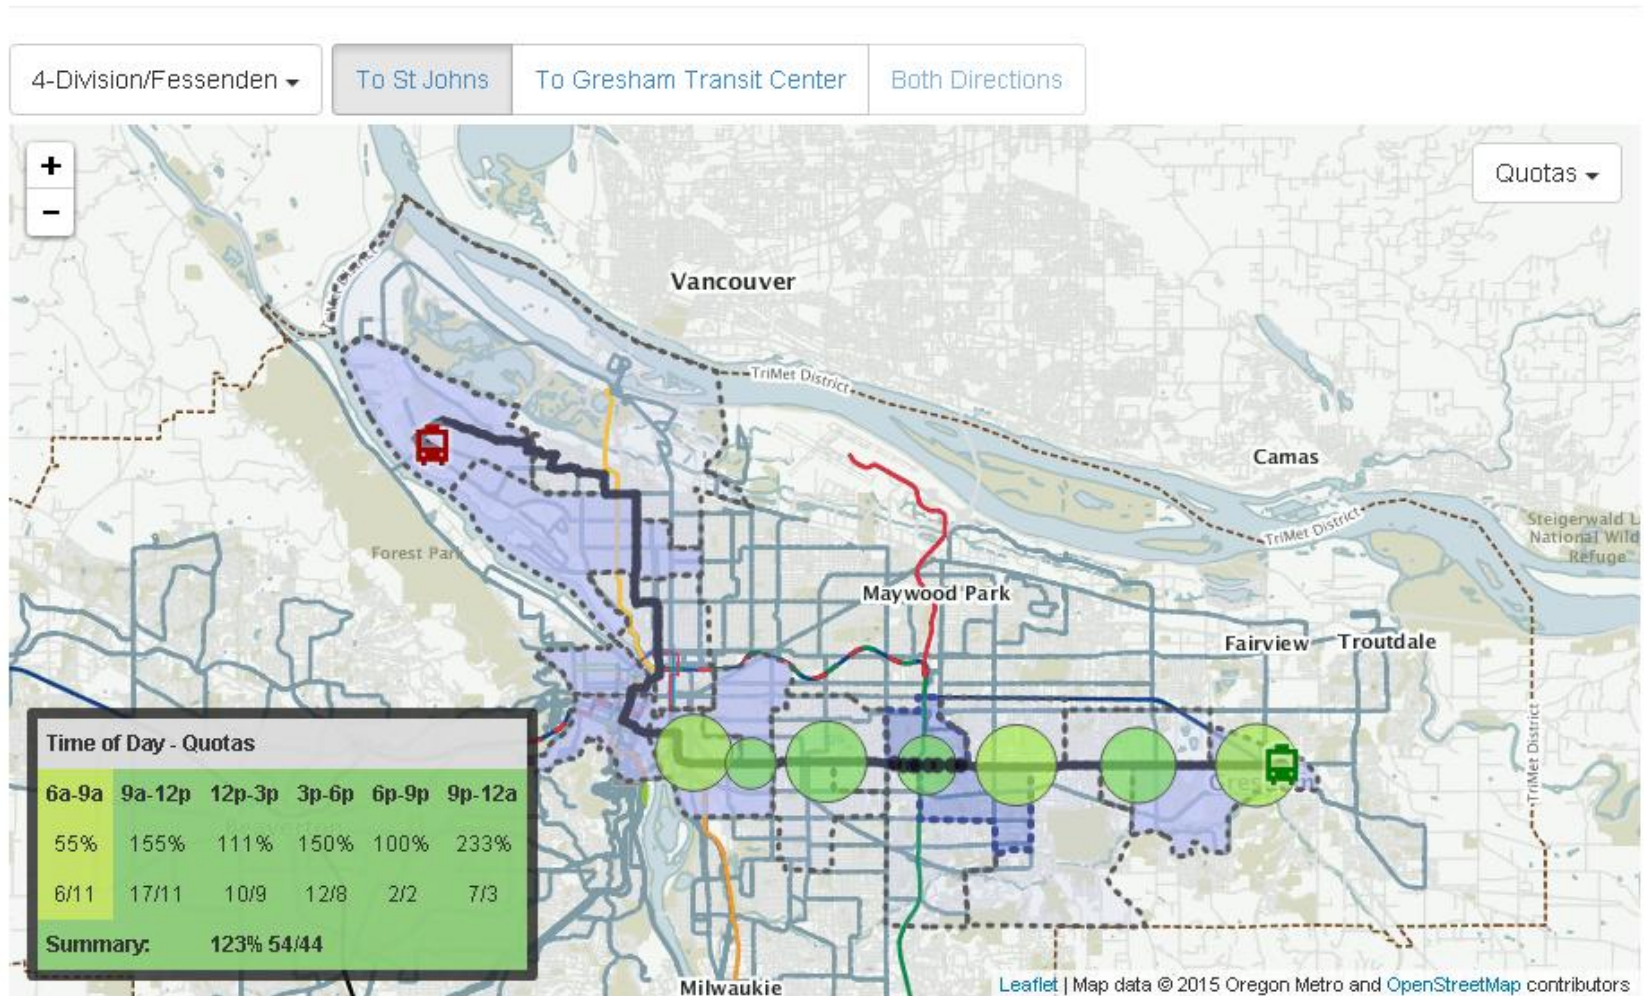 4-Division/Fessenden
To St Johns
To Gresham Transit Center
Both Directions
+
−
Quotas
Vancouver
TriMet District
TriMet District
Camas
TriMet District
Steigerwald L
National Wild
Refuge
Forest Park
Maywood Park
Fairview
Troutdale
TriMet District
Time of Day - Quotas
6a-9a 9a-12p 12p-3p 3p-6p 6p-9p 9p-12a
55% 155% 111% 150% 100% 233%
6/11 17/11 10/9 12/8 2/2 7/3
Summary: 123% 54/44
Milwaukie
Leaflet | Map data © 2015 Oregon Metro and OpenStreetMap contributors